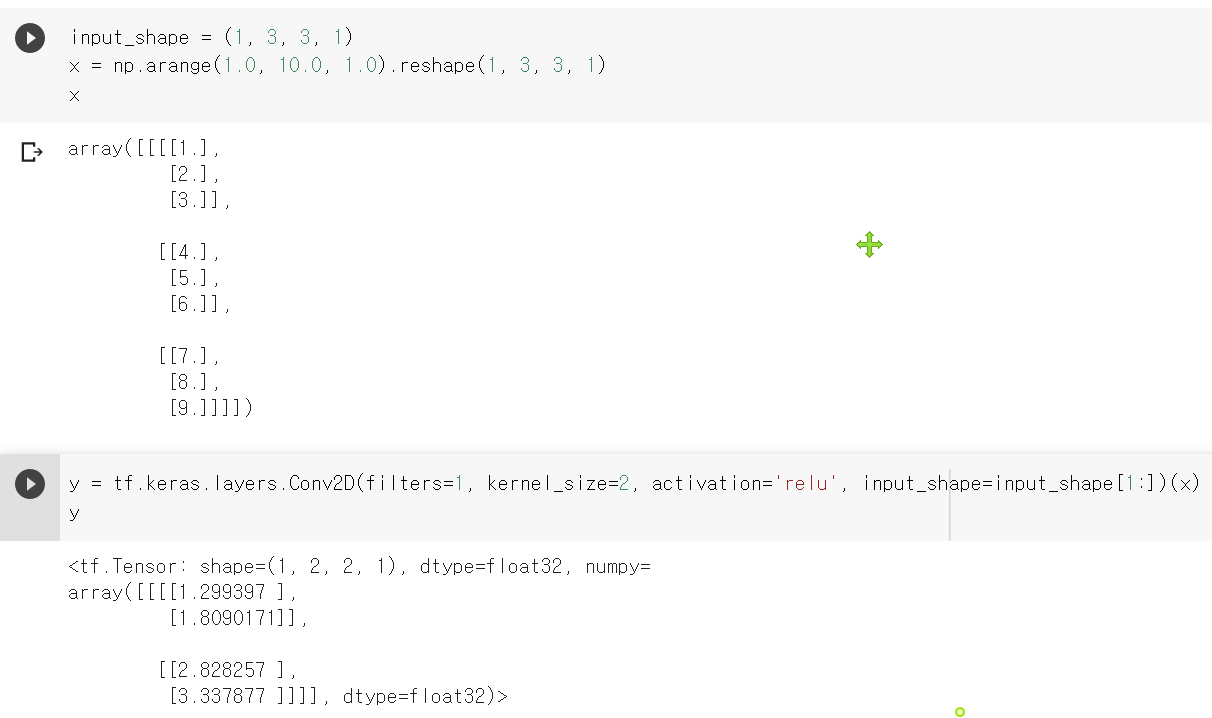 input_shape = (1, 3, 3, 1)
x = np.arange(1.0, 10.0, 1.0).reshape(1, 3, 3, 1)
x
array([[[[1.],
         [2.],
         [3.]],
        [[4.],
         [5.],
         [6.]],
        [[7.],
         [8.],
         [9.]]]])
y = tf.keras.layers.Conv2D(filters=1, kernel_size=2, activation='relu', input_shape=input_shape[1:])(x)
y
<tf.Tensor: shape=(1, 2, 2, 1), dtype=float32, numpy=
array([[[[1.299397 ],
         [1.8090171]],
        [[2.828257 ],
         [3.337877 ]]]], dtype=float32)>